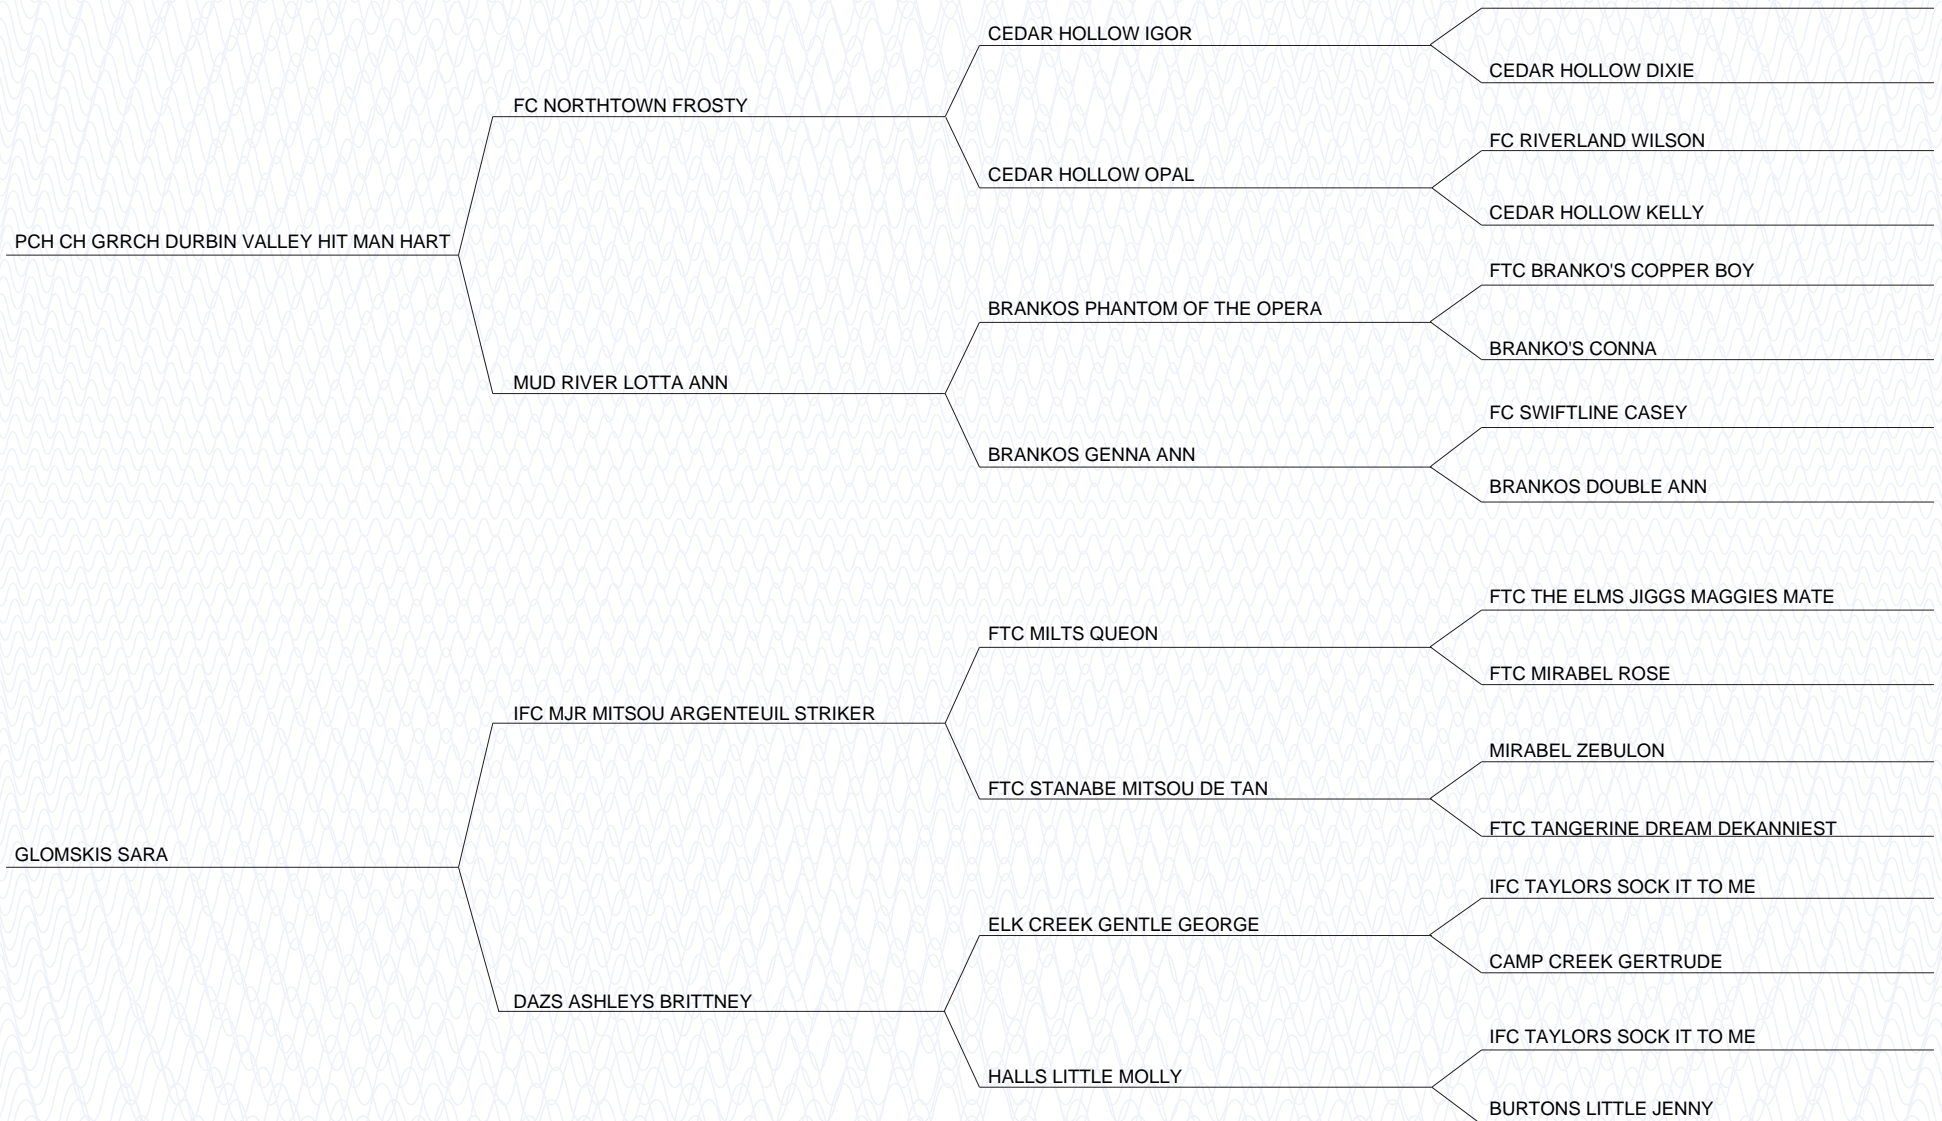 CEDAR HOLLOW IGOR
CEDAR HOLLOW DIXIE
FC NORTHTOWN FROSTY
FC RIVERLAND WILSON
CEDAR HOLLOW OPAL
CEDAR HOLLOW KELLY
PCH CH GRRCH DURBIN VALLEY HIT MAN HART
FTC BRANKO'S COPPER BOY
BRANKOS PHANTOM OF THE OPERA
BRANKO'S CONNA
MUD RIVER LOTTA ANN
FC SWIFTLINE CASEY
BRANKOS GENNA ANN
BRANKOS DOUBLE ANN
FTC THE ELMS JIGGS MAGGIES MATE
FTC MILTS QUEON
FTC MIRABEL ROSE
IFC MJR MITSOU ARGENTEUIL STRIKER
MIRABEL ZEBULON
FTC STANABE MITSOU DE TAN
FTC TANGERINE DREAM DEKANNIEST
GLOMSKIS SARA
IFC TAYLORS SOCK IT TO ME
ELK CREEK GENTLE GEORGE
CAMP CREEK GERTRUDE
DAZS ASHLEYS BRITTNEY
IFC TAYLORS SOCK IT TO ME
HALLS LITTLE MOLLY
BURTONS LITTLE JENNY